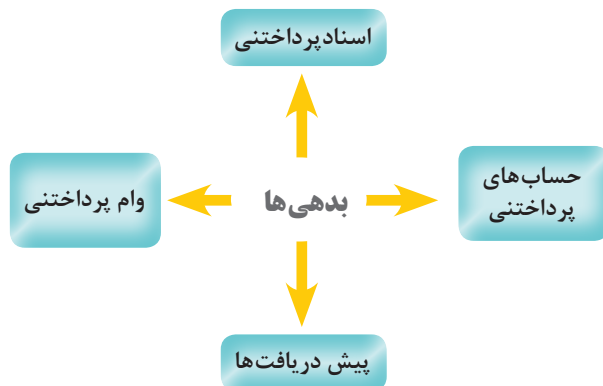 اسناد پرداختنی
حساب‌های
پرداختنی
بدهی‌ها
وام پرداختنی
پیش دریافت‌ها